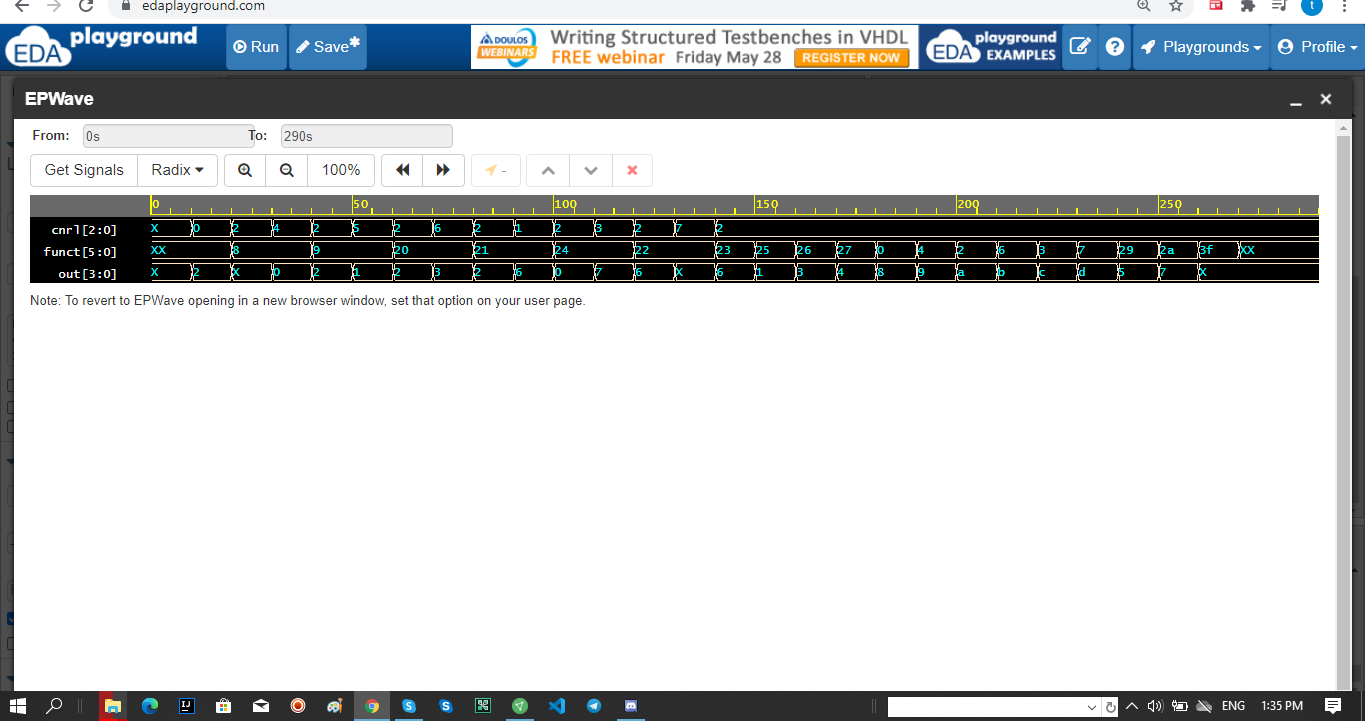 edaplayground.com
t
EDA playground
Run
Save*
DOULOS WEBINARS
Writing Structured Testbenches in VHDL
FREE webinar Friday May 28 REGISTER NOW
EDA playground EXAMPLES
?
Playgrounds
Profile
EPWave
From: 0s To: 290s
Get Signals Radix 100% -
0 50 100 150 200 250
cnrl[2:0] X 0 2 4 2 5 2 6 2 1 2 3 2 7 2
funct[5:0] XX 8 9 20 21 24 22 23 25 26 27 0 4 2 6 3 7 29 2a 3f XX
out[3:0] X 2 X 0 2 1 2 3 2 6 0 7 6 X 6 1 3 4 8 9 a b c d 5 7 X
Note: To revert to EPWave opening in a new browser window, set that option on your user page.
ENG 1:35 PM